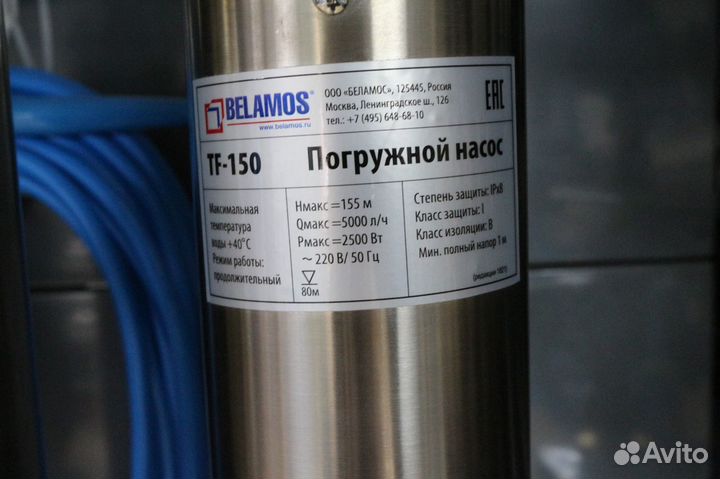 BELAMOS®
www.belamos.ru
ООО «БЕЛАМОС», 125445, Россия
Москва, Ленинградское ш., 126
тел.: +7 (495) 648-68-10
EAC
TF-150 Погружной насос
Максимальная
температура
воды +40°С
Режим работы:
продолжительный
Hмакс =155 м
Qмакс =5000 л/ч
Pмакс =2500 Вт
~ 220 В/ 50 Гц
80м
Степень защиты: IPx8
Класс защиты: I
Класс изоляции: В
Мин. полный напор 1 м
Avito